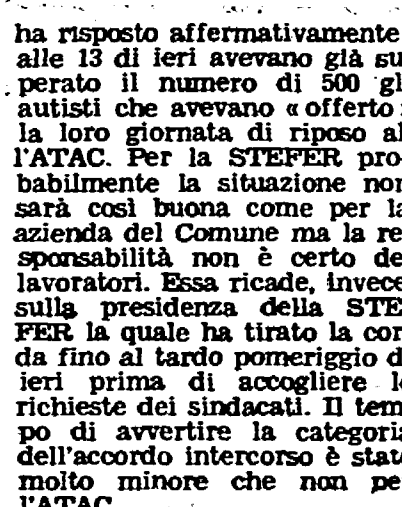 ha risposto affermativamente
alle 13 di ieri avevano già su
perato il numero di 500 gl
autisti che avevano « offerto
la loro giornata di riposo al
l'ATAC. Per la STEFER pro-
babilmente la situazione non
sarà così buona come per la
azienda del Comune ma la re
sponsabilità non è certo de
lavoratori. Essa ricade, invece
sulla presidenza della STE
FER la quale ha tirato la cor
da fino al tardo pomeriggio d
ieri prima di accogliere l
richieste dei sindacati. Il tem
po di avvertire la categoria
dell'accordo intercorso è stat
molto minore che non pe
l'ATAC